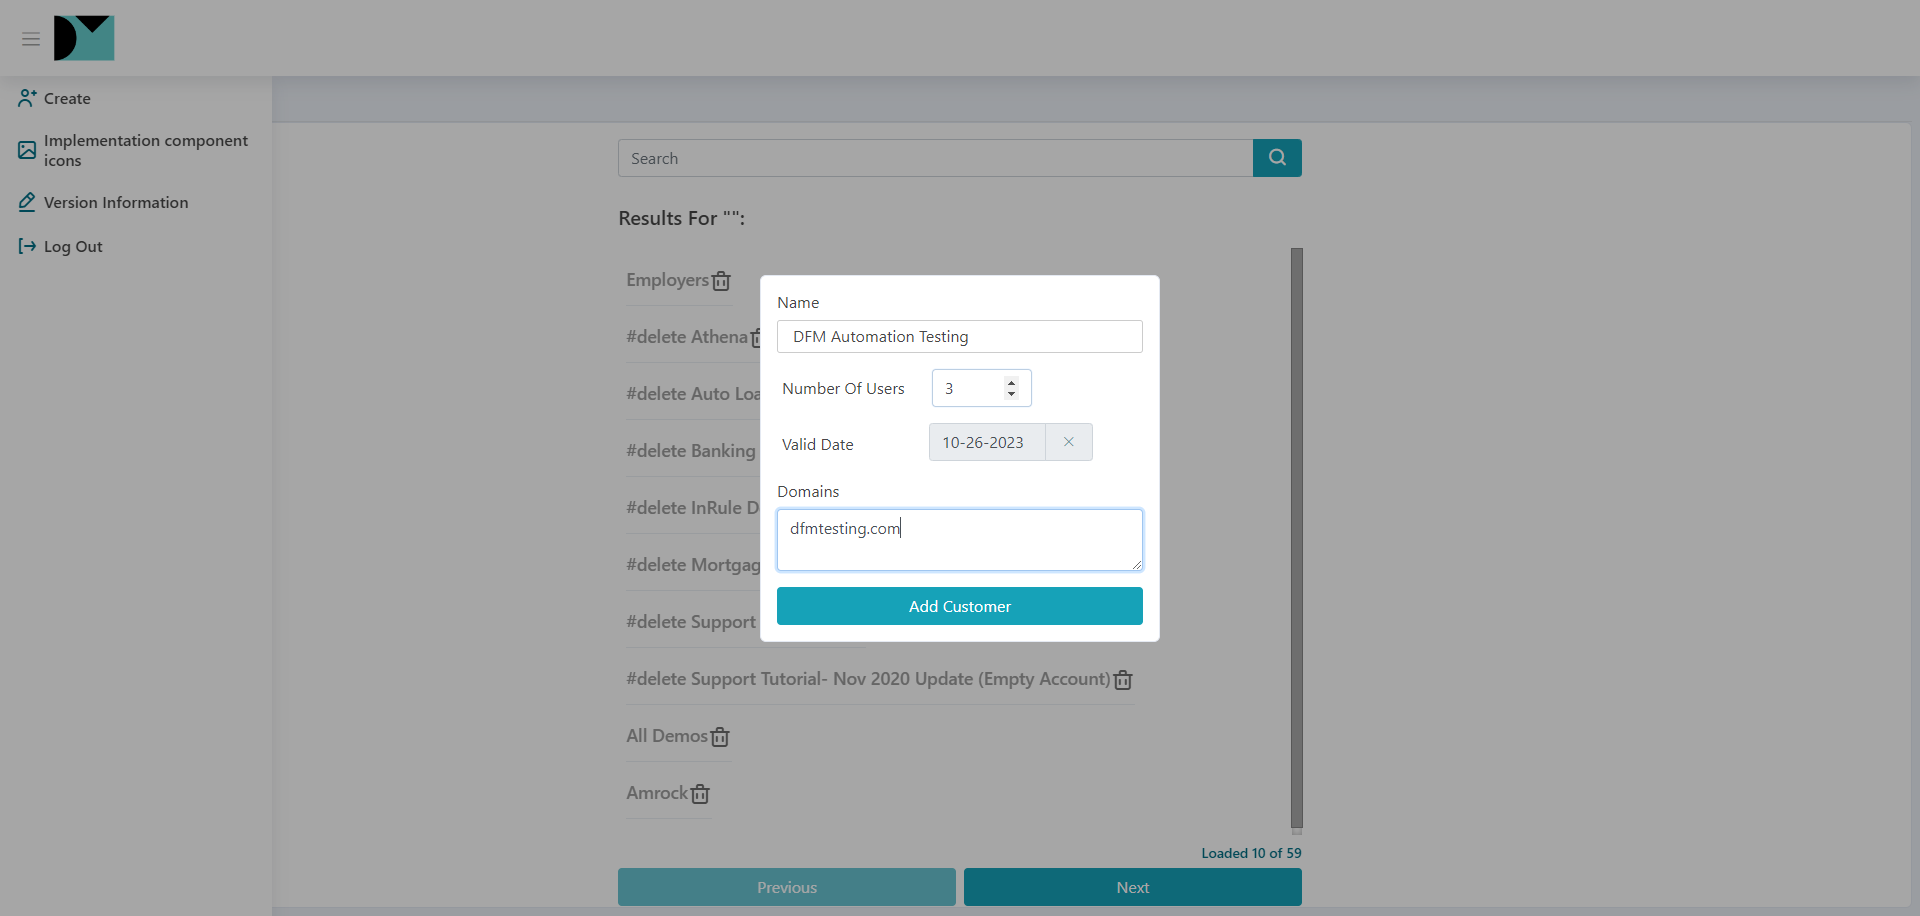 Create
Implementation component
icons
Version Information
Log Out
Search
Results For "":
Employers
#delete Athena
#delete Auto Loa
#delete Banking
#delete InRule D
#delete Mortgag
#delete Support
#delete Support Tutorial- Nov 2020 Update (Empty Account)
All Demos
Amrock
Name
DFM Automation Testing
Number Of Users
3
Valid Date
10-26-2023
Domains
dfmtesting.com
Add Customer
Loaded 10 of 59
Previous
Next